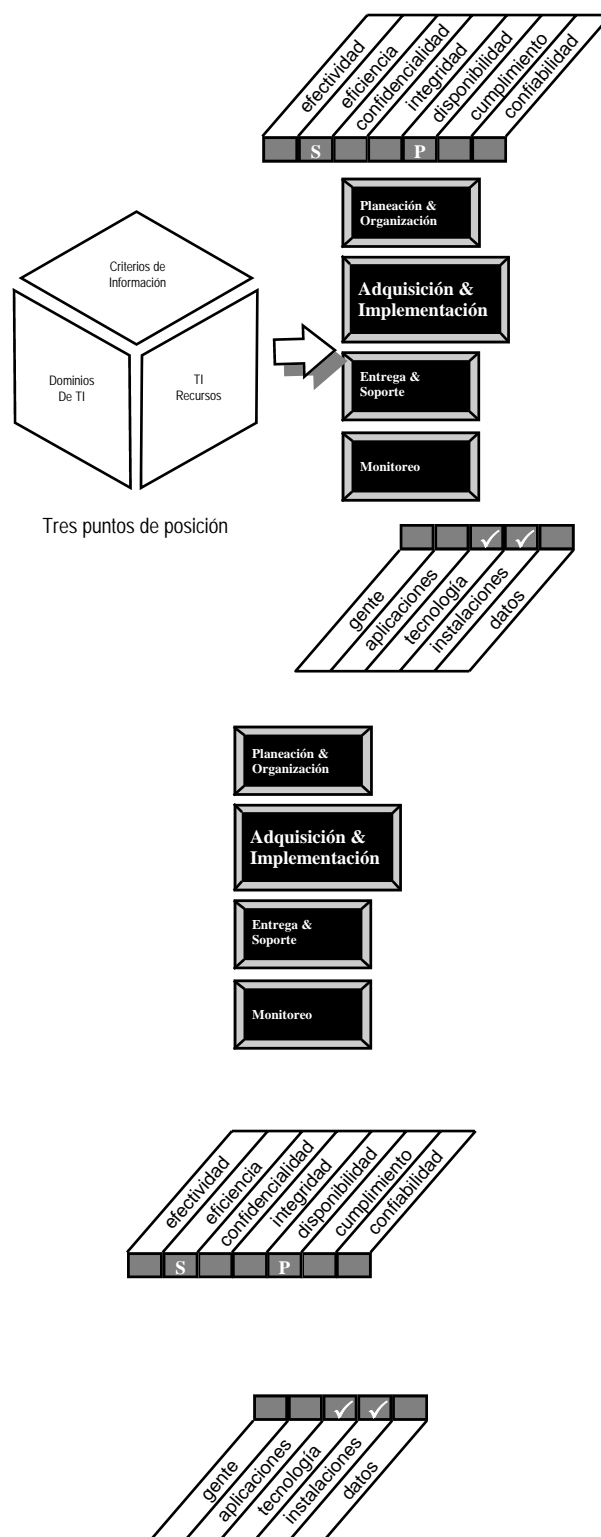 efectividad
eficiencia
confidencialidad
integridad
disponibilidad
cumplimiento
confiabilidad
S P
Planeación &
Organización
Criterios de
Información
Dominios
De TI
TI
Recursos
Adquisición &
Implementación
Entrega &
Soporte
Monitoreo
Tres puntos de posición
gente
aplicaciones
tecnología
instalaciones
datos
Planeación &
Organización
Adquisición &
Implementación
Entrega &
Soporte
Monitoreo
efectividad
eficiencia
confidencialidad
integridad
disponibilidad
cumplimiento
confiabilidad
S P
gente
aplicaciones
tecnología
instalaciones
datos